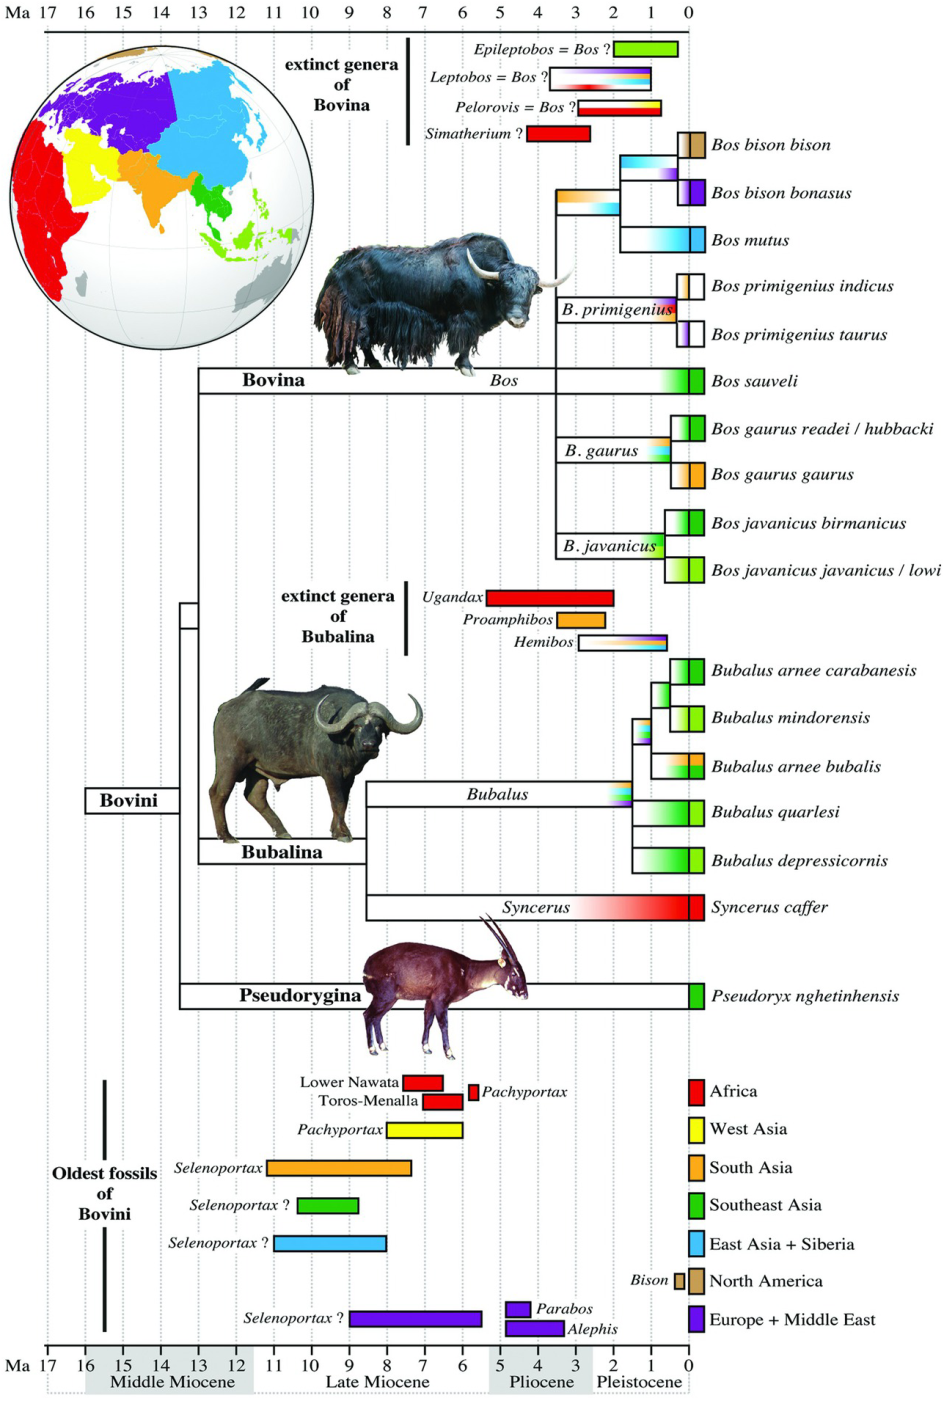 Ma 17 16 15 14 13 12 11 10 9 8 7 6 5 4 3 2 1 0
extinct genera
of
Bovina
Epileptobos = Bos ?
Leptobos = Bos ?
Pelorovis = Bos ?
Simatherium ?
Bos bison bison
Bos bison bonasus
Bos mutus
Bos primigenius indicus
B. primigenius
Bos primigenius taurus
Bovina Bos
Bos sauveli
Bos gaurus readei / hubbacki
B. gaurus
Bos gaurus gaurus
Bos javanicus birmanicus
B. javanicus
Bos javanicus javanicus / lowi
extinct genera
of
Bubalina
Ugandax
Proamphibos
Hemibos
Bubalus arnee carabanesis
Bubalus mindorensis
Bubalus arnee bubalis
Bubalus
Bovini
Bubalus quarlesi
Bubalina
Bubalus depressicornis
Syncerus
Syncerus caffer
Pseudorygina
Pseudoryx nghetinhensis
Oldest fossils
of
Bovini
Lower Nawata
Toros-Menalla
Pachyportax
Africa
Pachyportax
West Asia
Selenoportax
South Asia
Selenoportax ?
Southeast Asia
Selenoportax ?
East Asia + Siberia
Bison
North America
Selenoportax ?
Parabos
Alephis
Europe + Middle East
Ma 17 16 15 14 13 12 11 10 9 8 7 6 5 4 3 2 1 0
Middle Miocene Late Miocene Pliocene Pleistocene